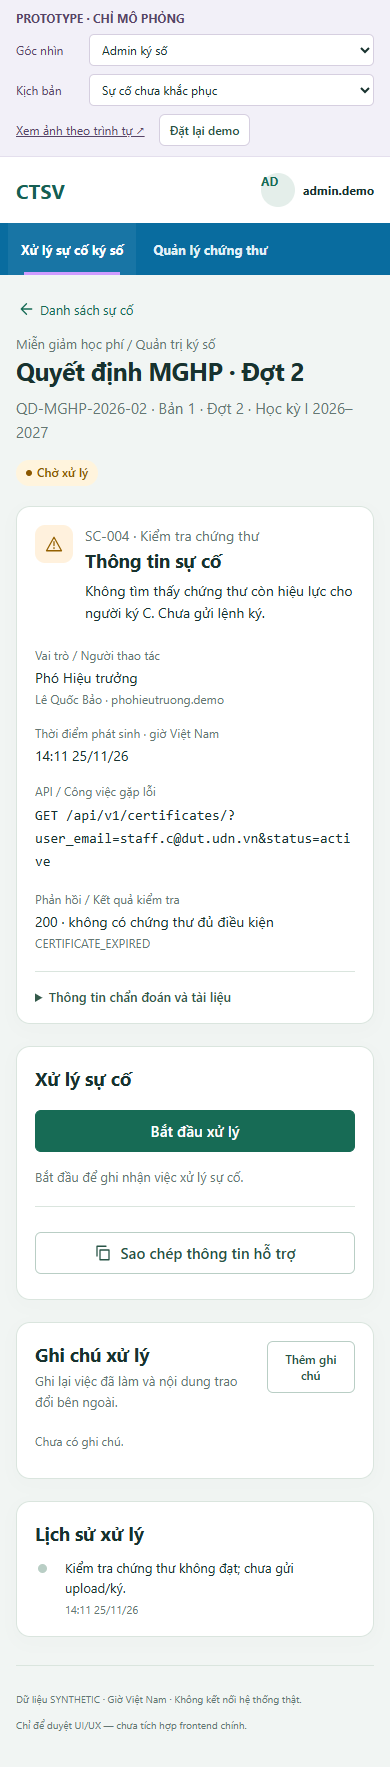 PROTOTYPE · CHỈ MÔ PHỎNG
Góc nhìn
Admin ký số
Kịch bản
Sự cố chưa khắc phục
Xem ảnh theo trình tự ↗
Đặt lại demo
CTSV
AD
admin.demo
Xử lý sự cố ký số
Quản lý chứng thư
← Danh sách sự cố
Miễn giảm học phí / Quản trị ký số
Quyết định MGHP · Đợt 2
QD-MGHP-2026-02 · Bản 1 · Đợt 2 · Học kỳ I 2026–
2027
Chờ xử lý
SC-004 · Kiểm tra chứng thư
Thông tin sự cố
Không tìm thấy chứng thư còn hiệu lực cho
người ký C. Chưa gửi lệnh ký.
Vai trò / Người thao tác
Phó Hiệu trưởng
Lê Quốc Bảo · phohieutruong.demo
Thời điểm phát sinh · giờ Việt Nam
14:11 25/11/26
API / Công việc gặp lỗi
GET /api/v1/certificates/?
user_email=staff.c@dut.udn.vn&status=acti
ve
Phản hồi / Kết quả kiểm tra
200 · không có chứng thư đủ điều kiện
CERTIFICATE_EXPIRED
Thông tin chẩn đoán và tài liệu
Xử lý sự cố
Bắt đầu xử lý
Bắt đầu để ghi nhận việc xử lý sự cố.
Sao chép thông tin hỗ trợ
Ghi chú xử lý
Thêm ghi
chú
Ghi lại việc đã làm và nội dung trao
đổi bên ngoài.
Chưa có ghi chú.
Lịch sử xử lý
Kiểm tra chứng thư không đạt; chưa gửi
upload/ký.
14:11 25/11/26
Dữ liệu SYNTHETIC · Giờ Việt Nam · Không kết nối hệ thống thật.
Chỉ để duyệt UI/UX — chưa tích hợp frontend chính.